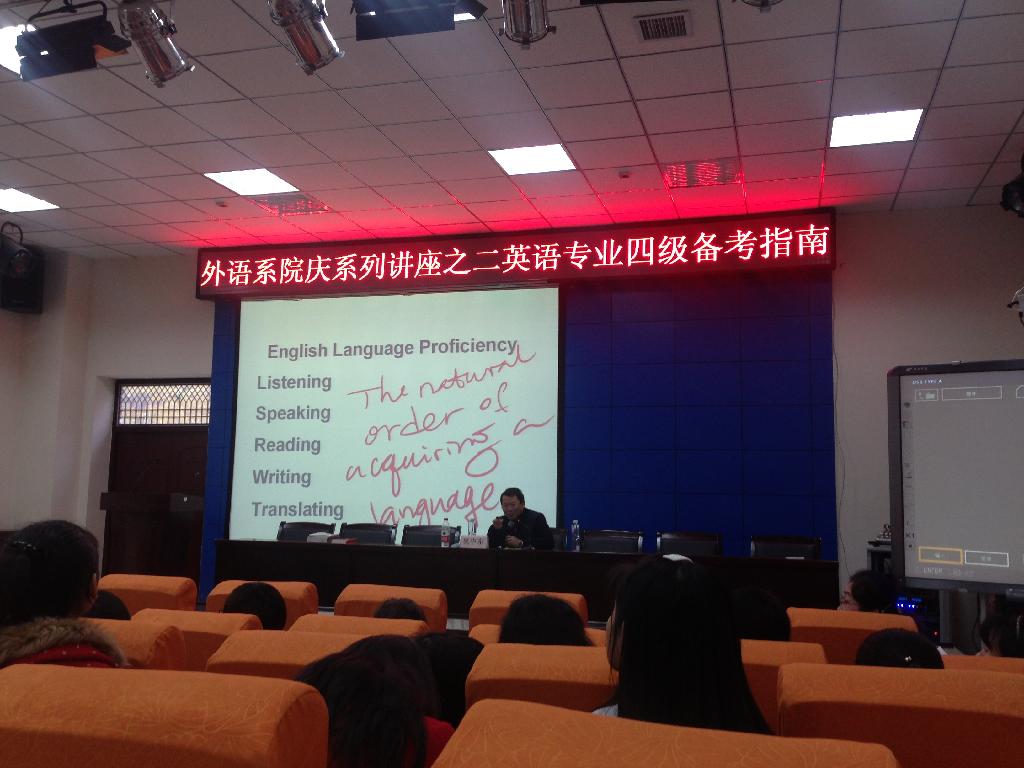 外语系院庆系列讲座之二英语专业四级备考指南
English Language Proficiency
Listening
Speaking
Reading
Writing
Translating
The natural
order of
acquiring a
language